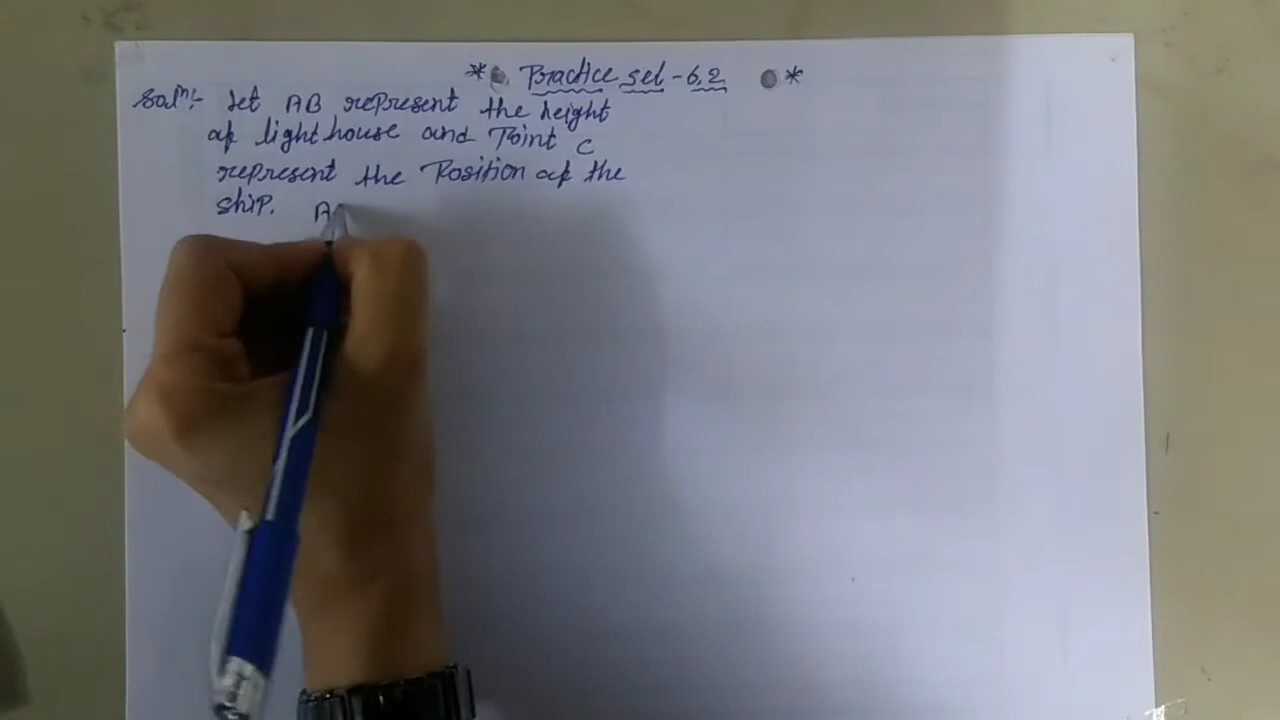 * Practice set - 6.2 *
Solⁿ:- Let AB represent the height
of light house and Point C
represent the Position of the
ship. A